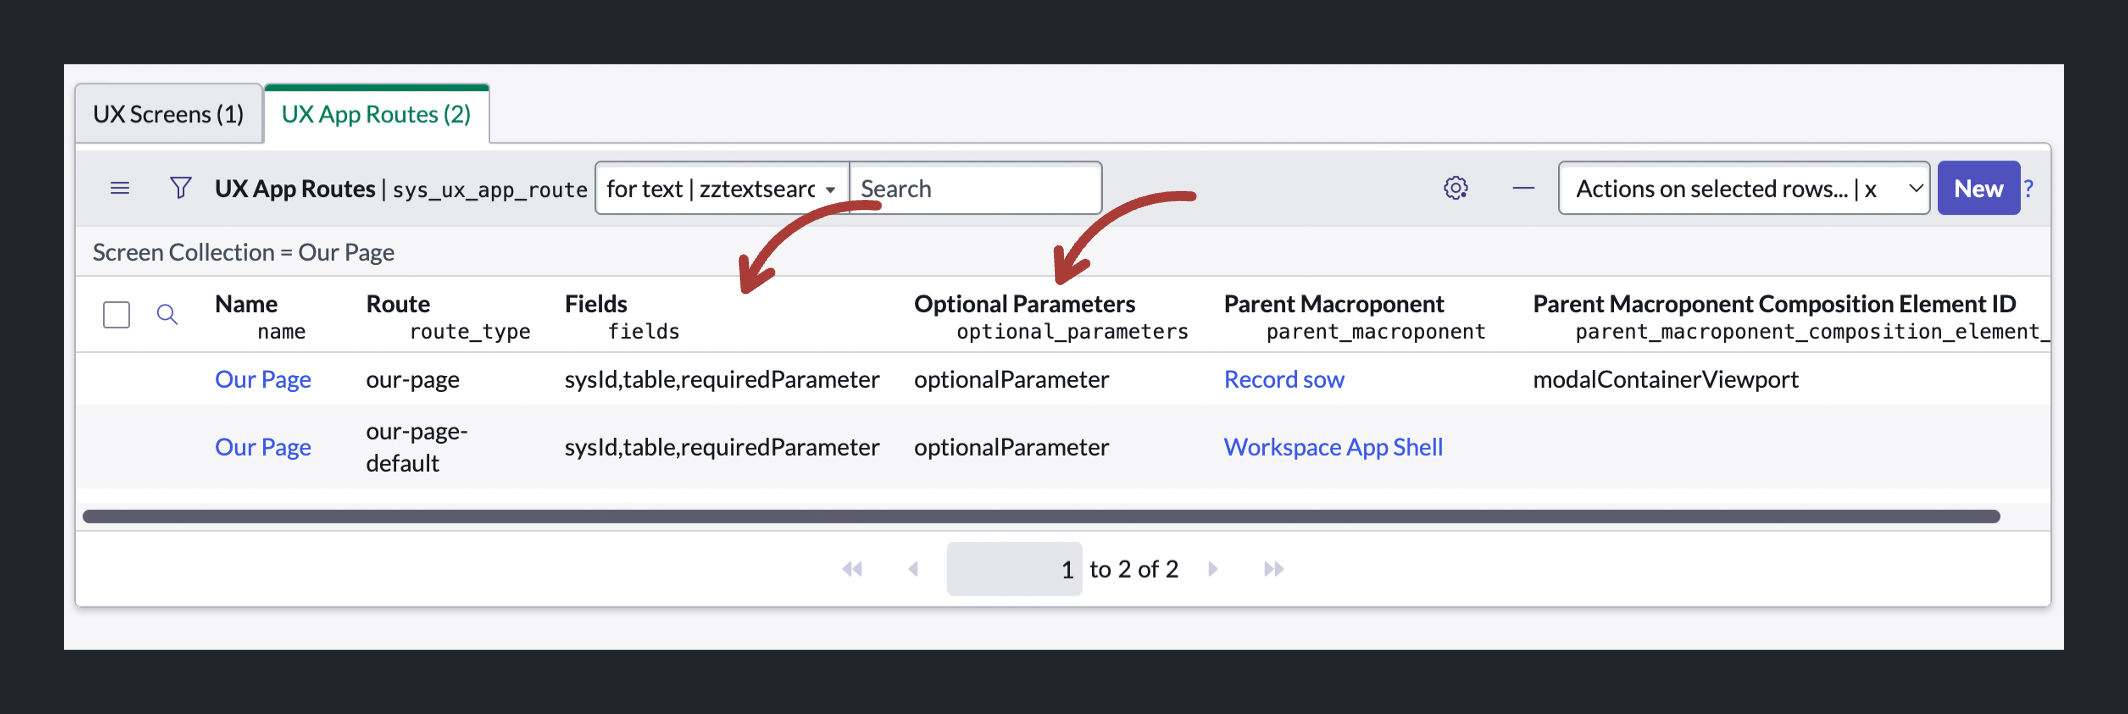 UX Screens (1) UX App Routes (2)
UX App Routes | sys_ux_app_route for text | zztextsearc Search Actions on selected rows... | x New ?
Screen Collection = Our Page
Name Route Fields Optional Parameters Parent Macroponent Parent Macroponent Composition Element ID
name route_type fields optional_parameters parent_macroponent parent_macroponent_composition_element_
Our Page our-page sysId,table,requiredParameter optionalParameter Record sow modalContainerViewport
Our Page our-page-default sysId,table,requiredParameter optionalParameter Workspace App Shell
1 to 2 of 2